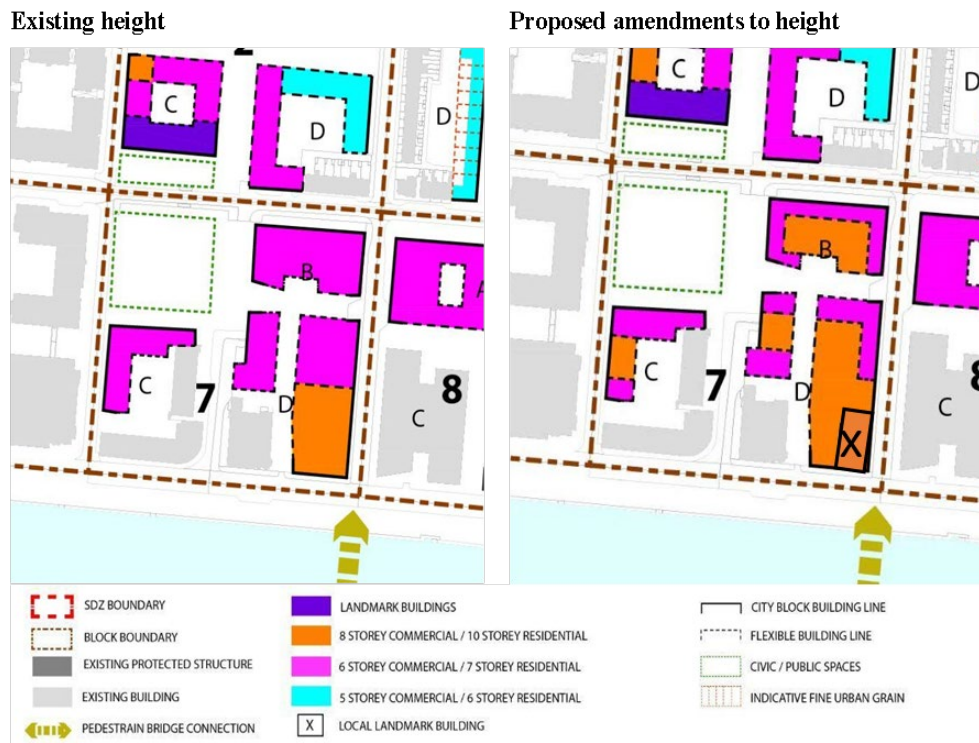 Existing height
Proposed amendments to height
2
C
D
D
B
C
7
D
8
C
C
D
D
B
C
7
D
X
C
SDZ BOUNDARY
BLOCK BOUNDARY
EXISTING PROTECTED STRUCTURE
EXISTING BUILDING
PEDESTRAIN BRIDGE CONNECTION
LANDMARK BUILDINGS
8 STOREY COMMERCIAL / 10 STOREY RESIDENTIAL
6 STOREY COMMERCIAL / 7 STOREY RESIDENTIAL
5 STOREY COMMERCIAL / 6 STOREY RESIDENTIAL
X LOCAL LANDMARK BUILDING
CITY BLOCK BUILDING LINE
FLEXIBLE BUILDING LINE
CIVIC / PUBLIC SPACES
INDICATIVE FINE URBAN GRAIN